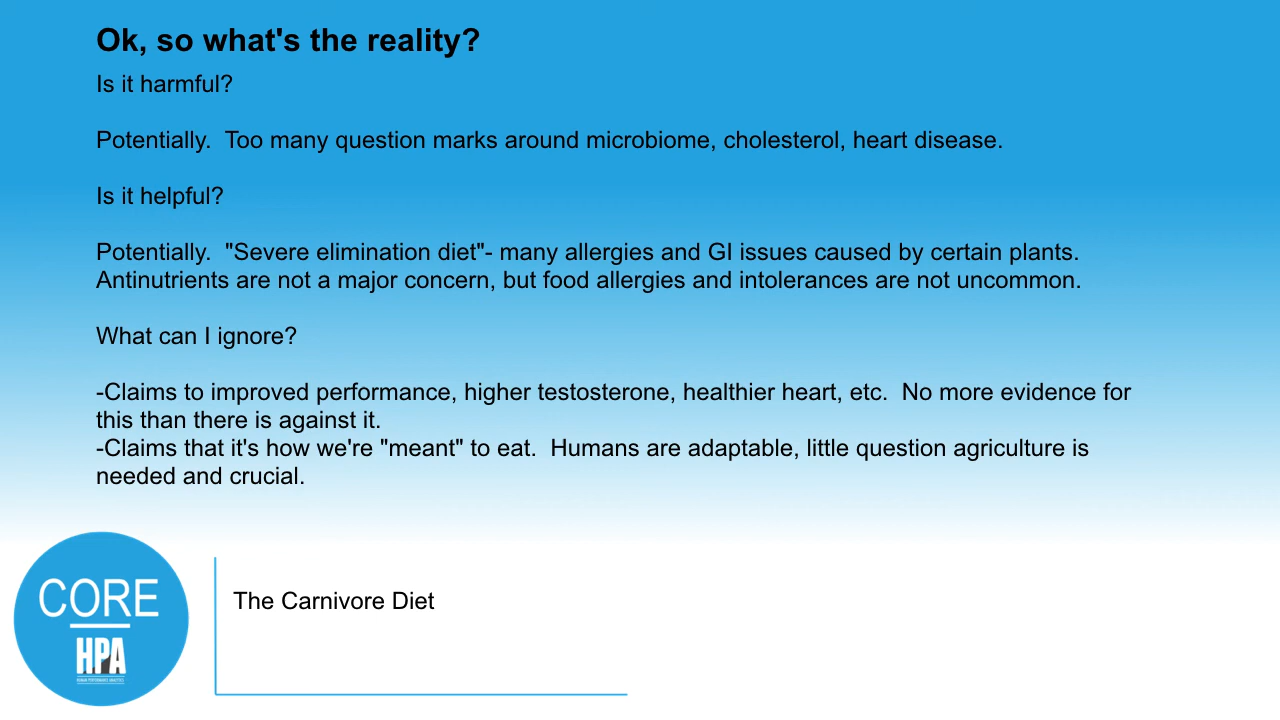 Ok, so what's the reality?
Is it harmful?
Potentially.  Too many question marks around microbiome, cholesterol, heart disease.
Is it helpful?
Potentially.  "Severe elimination diet"- many allergies and GI issues caused by certain plants.
Antinutrients are not a major concern, but food allergies and intolerances are not uncommon.
What can I ignore?
-Claims to improved performance, higher testosterone, healthier heart, etc.  No more evidence for
this than there is against it.
-Claims that it's how we're "meant" to eat.  Humans are adaptable, little question agriculture is
needed and crucial.
CORE
HPA
HUMAN PERFORMANCE ANALYTICS
The Carnivore Diet